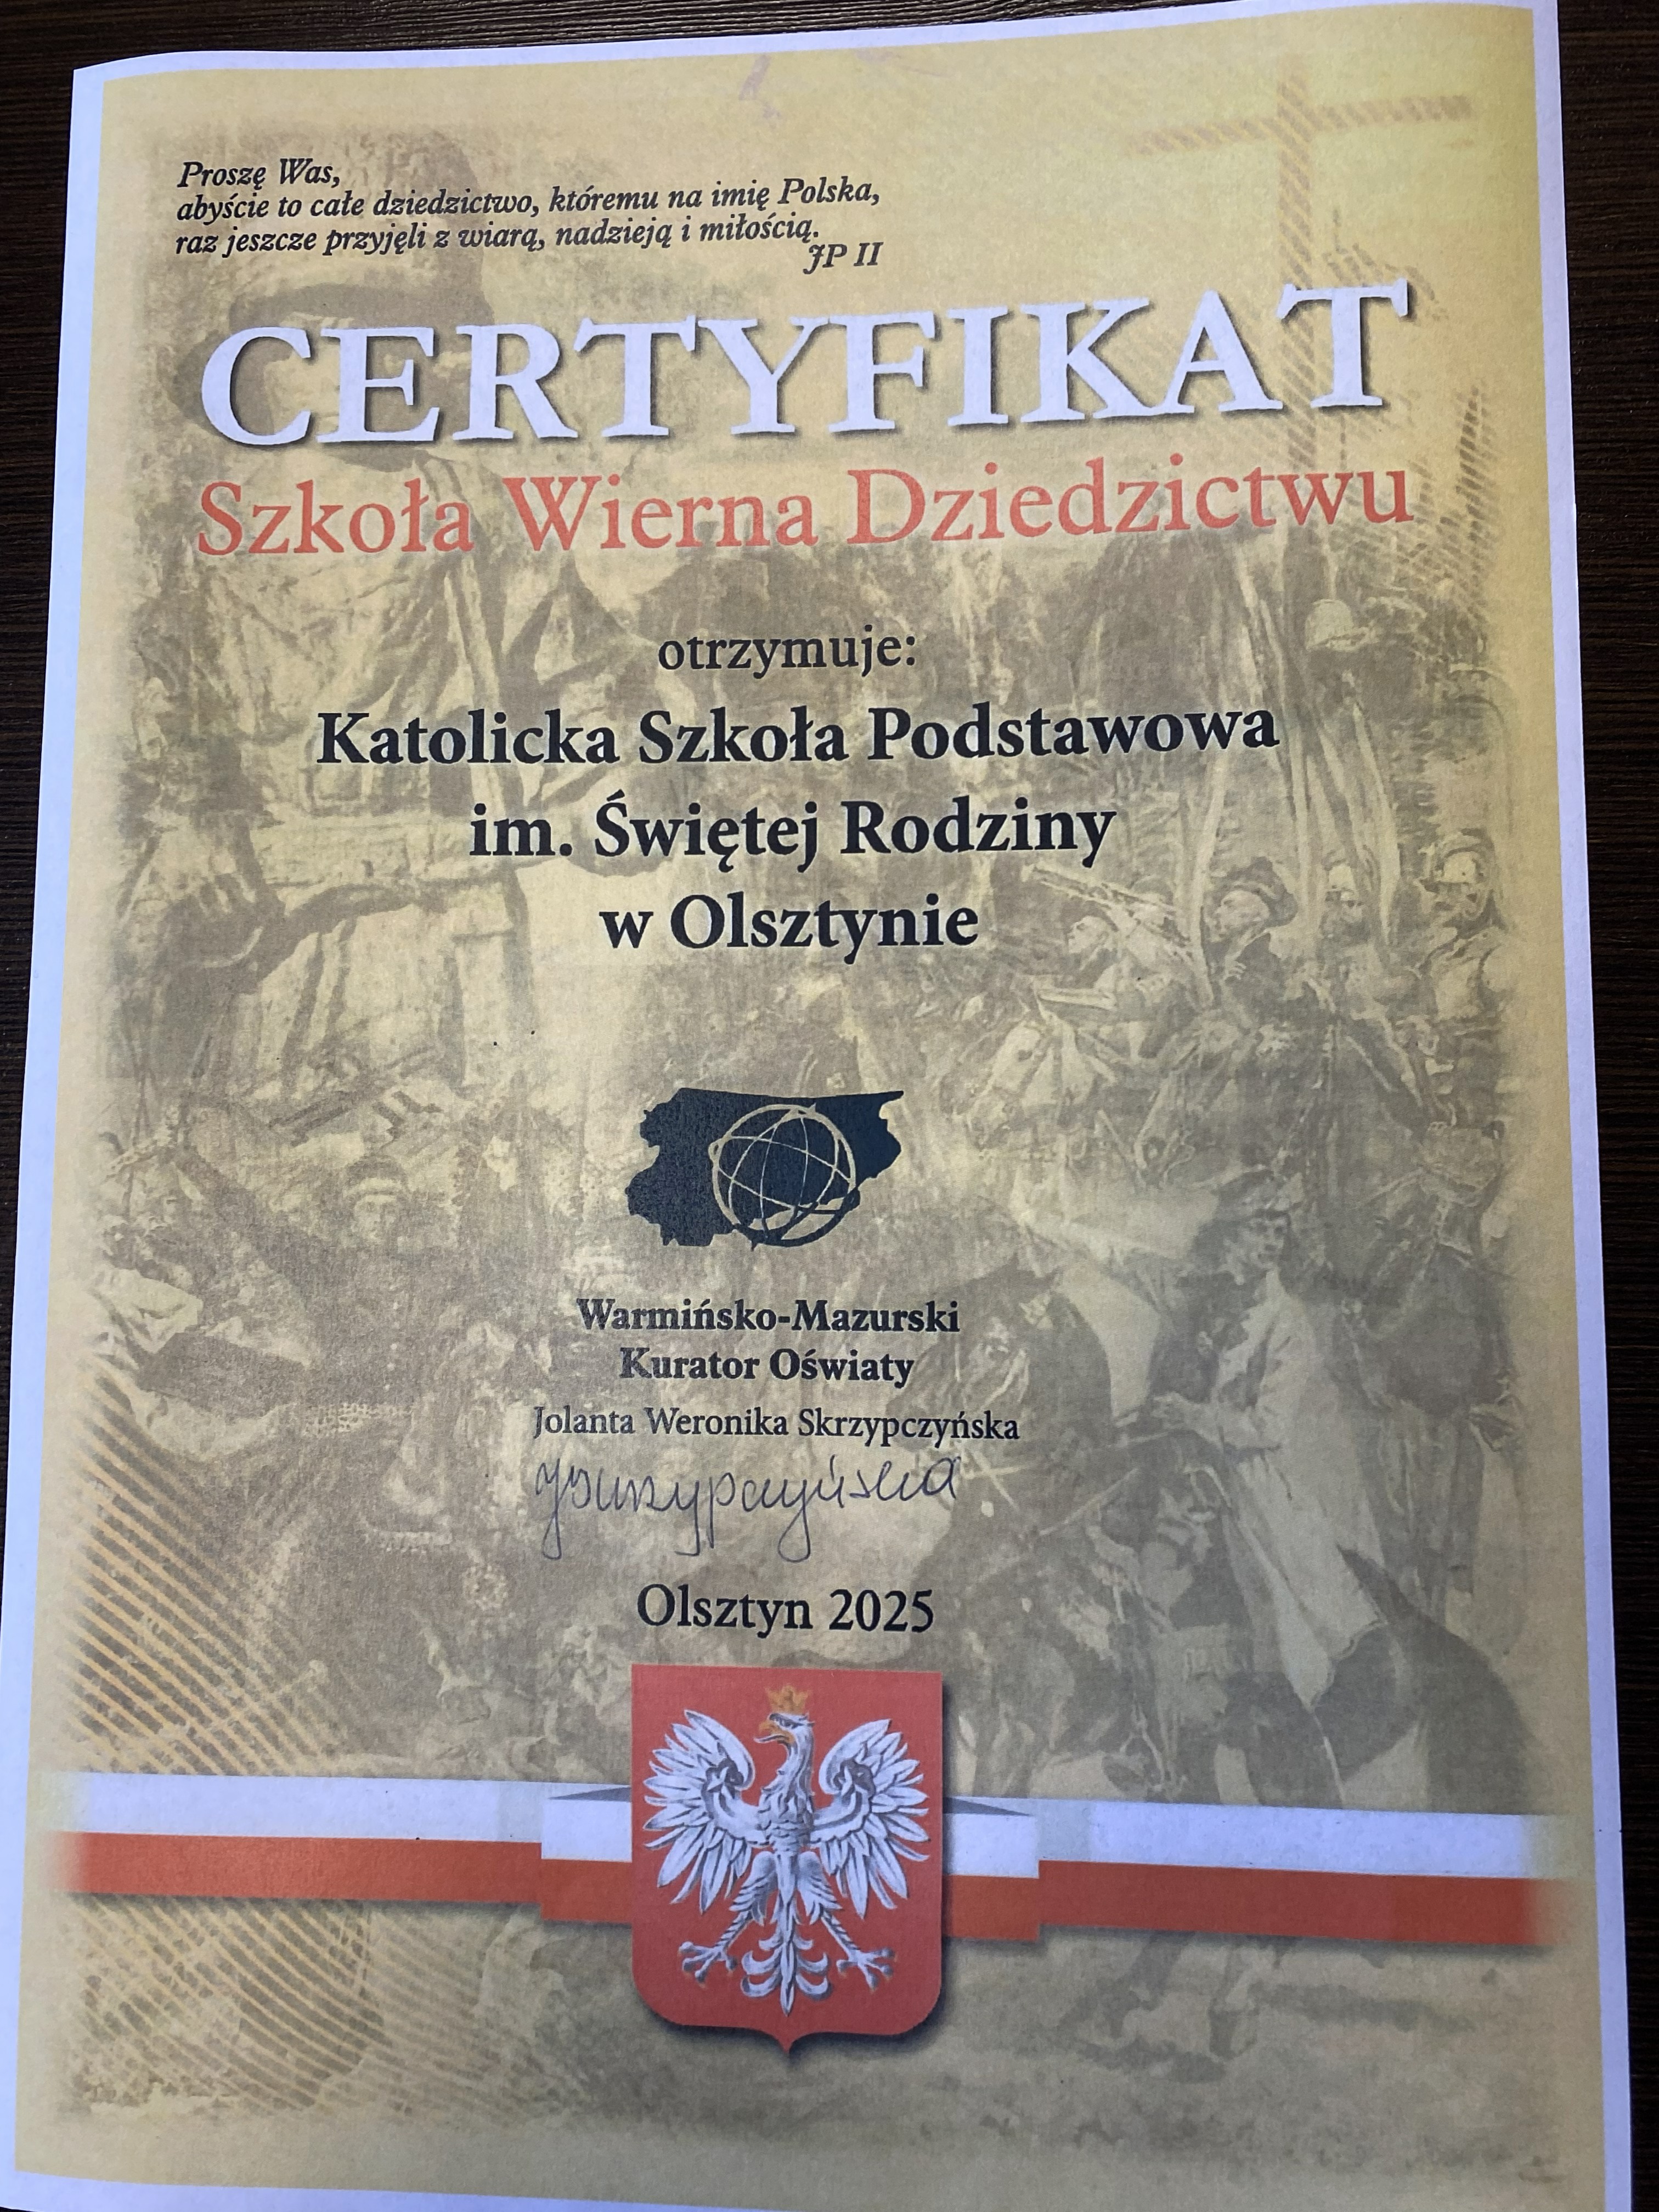 Proszę Was,
abyście to całe dziedzictwo, któremu na imię Polska,
raz jeszcze przyjęli z wiarą, nadzieją i miłością.
JP II
CERTYFIKAT
Szkoła Wierna Dziedzictwu
otrzymuje:
Katolicka Szkoła Podstawowa
im. Świętej Rodziny
w Olsztynie
Warmińsko-Mazurski
Kurator Oświaty
Jolanta Weronika Skrzypczyńska
JSkrzypczyńska
Olsztyn 2025